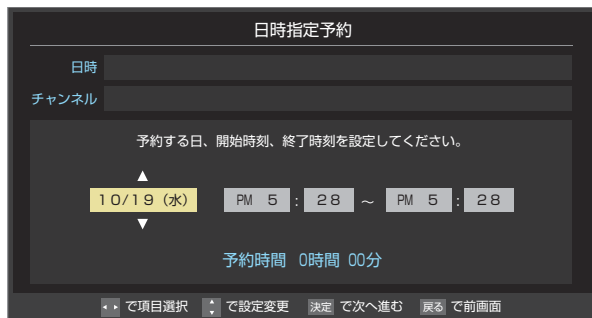 日時指定予約
日時
チャンネル
予約する日、開始時刻、終了時刻を設定してください。
▲
10/19 (水) PM 5 : 28 ~ PM 5 : 28
▼
予約時間 0時間 00分
で項目選択 で設定変更 決定 で次へ進む 戻る で前画面